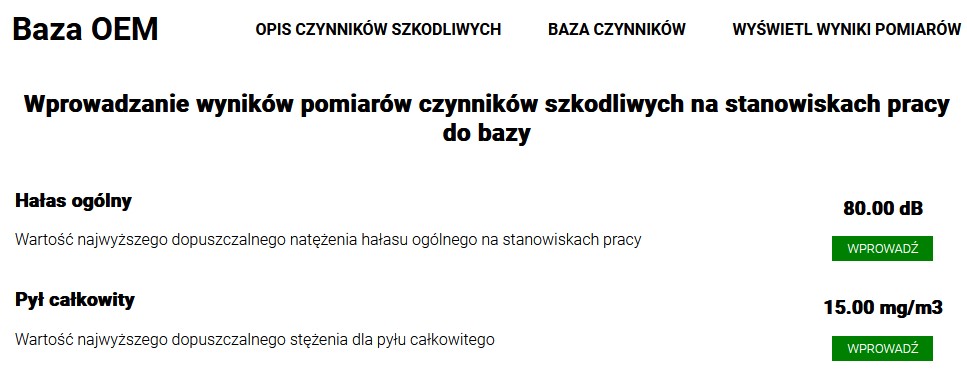 Baza OEM
OPIS CZYNNIKÓW SZKODLIWYCH
BAZA CZYNNIKÓW
WYŚWIETL WYNIKI POMIARÓW
Wprowadzanie wyników pomiarów czynników szkodliwych na stanowiskach pracy
do bazy
Hałas ogólny
80.00 dB
Wartość najwyższego dopuszczalnego natężenia hałasu ogólnego na stanowiskach pracy
WPROWADŹ
Pył całkowity
15.00 mg/m3
Wartość najwyższego dopuszczalnego stężenia dla pyłu całkowitego
WPROWADŹ